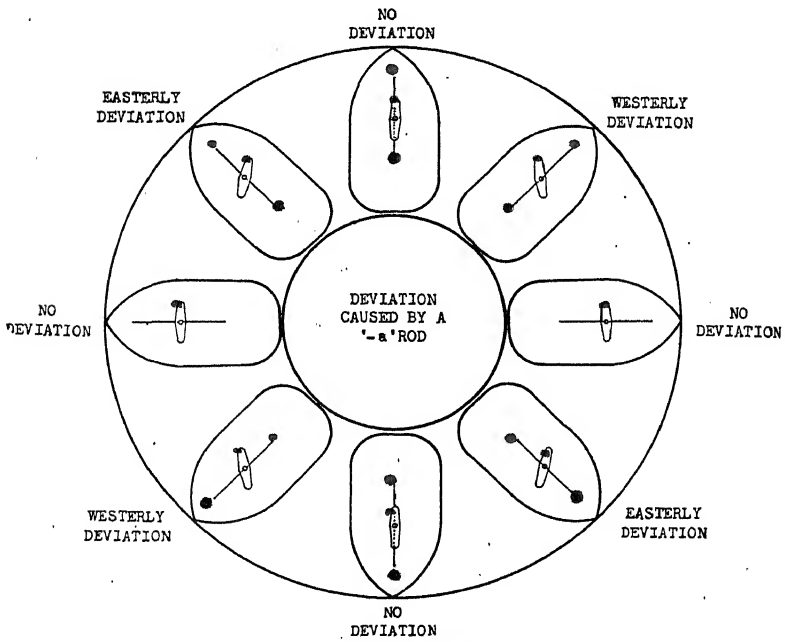 NO
DEVIATION
EASTERLY
DEVIATION
WESTERLY
DEVIATION
NO
DEVIATION
DEVIATION
CAUSED BY A
'-a' ROD
NO
DEVIATION
WESTERLY
DEVIATION
EASTERLY
DEVIATION
NO
DEVIATION